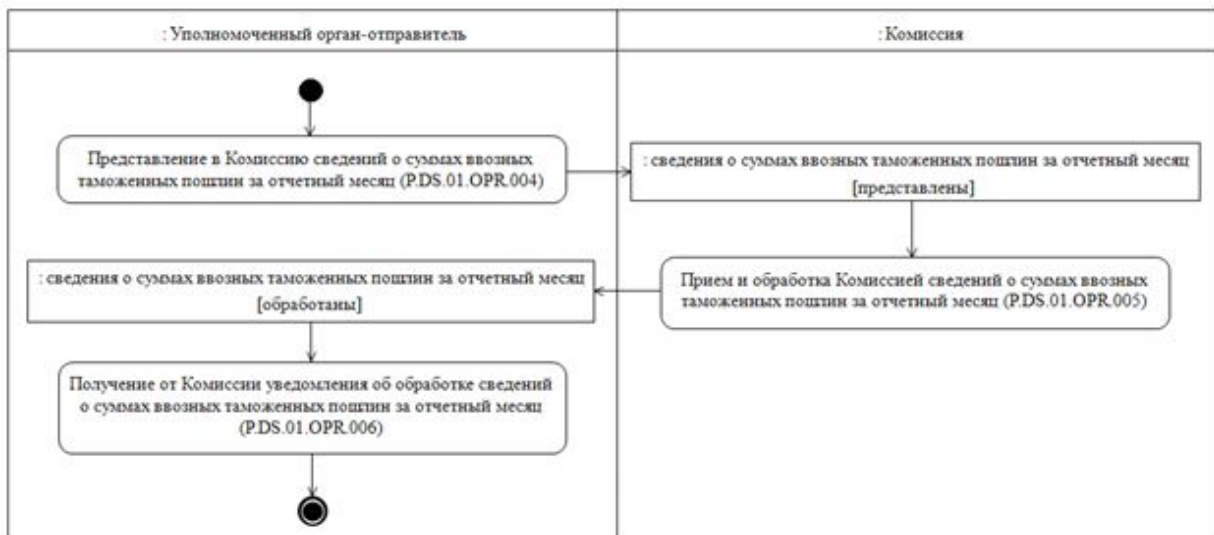 : Уполномоченный орган-отправитель
: Комиссия
Представление в Комиссию сведений о суммах ввозных
таможенных пошлин за отчетный месяц (P.DS.01.OPR.004)
: сведения о суммах ввозных таможенных пошлин за отчетный месяц
[представлены]
Прием и обработка Комиссией сведений о суммах ввозных
таможенных пошлин за отчетный месяц (P.DS.01.OPR.005)
: сведения о суммах ввозных таможенных пошлин за отчетный месяц
[обработаны]
Получение от Комиссии уведомления об обработке сведений
о суммах ввозных таможенных пошлин за отчетный месяц
(P.DS.01.OPR.006)